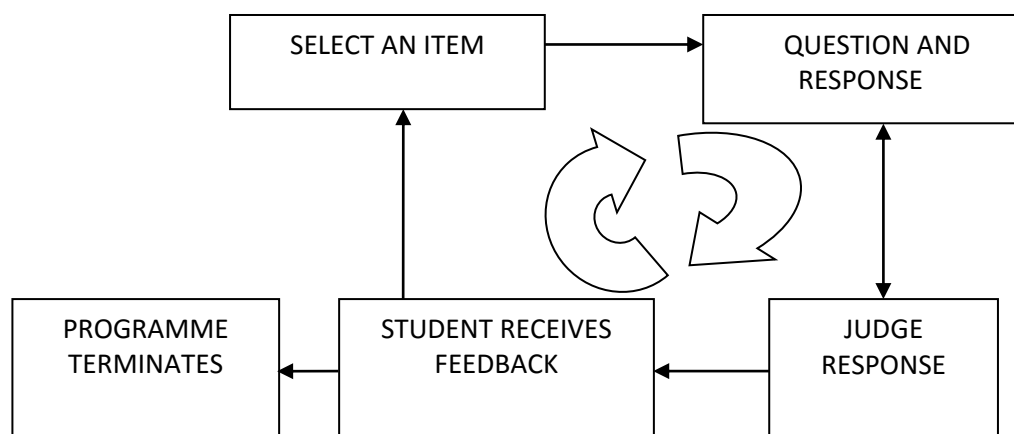 SELECT AN ITEM
QUESTION AND
RESPONSE
PROGRAMME
TERMINATES
STUDENT RECEIVES
FEEDBACK
JUDGE
RESPONSE